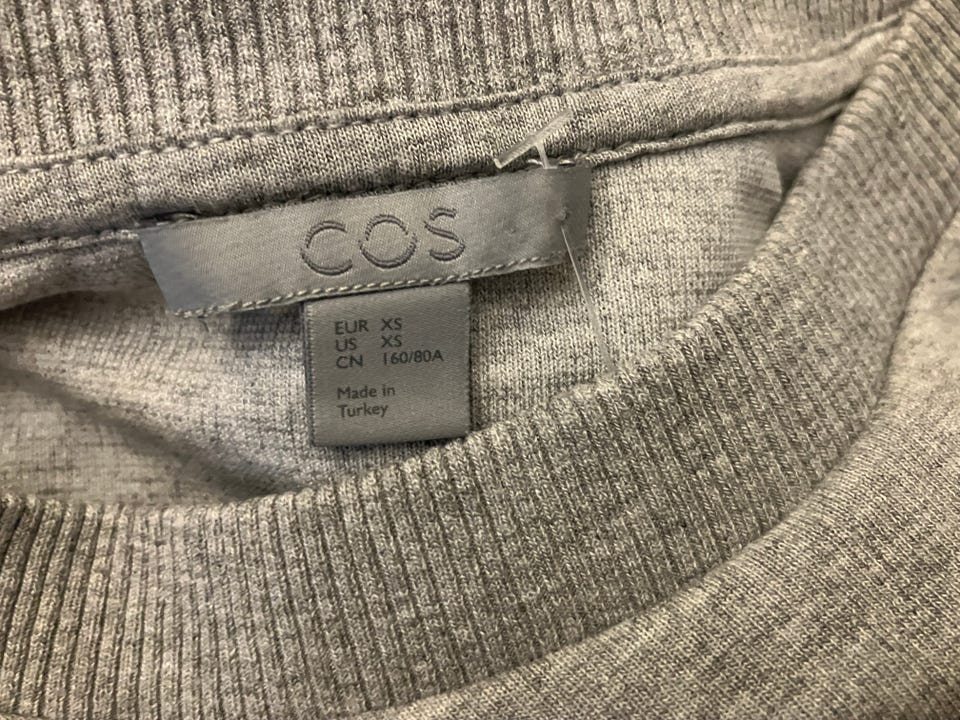 COS
EUR XS
US XS
CN 160/80A
Made in
Turkey